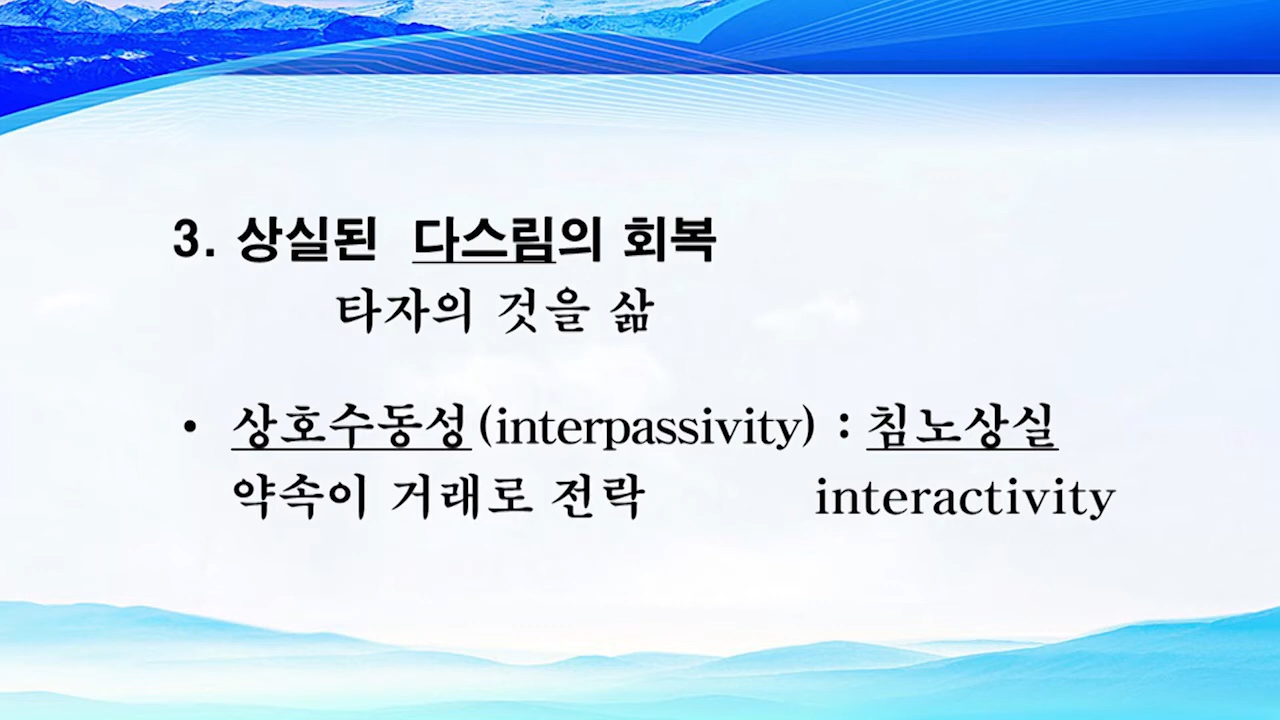 3. 상실된 다스림의 회복
타자의 것을 삶
• 상호수동성(interpassivity) : 침노상실
약속이 거래로 전락 interactivity